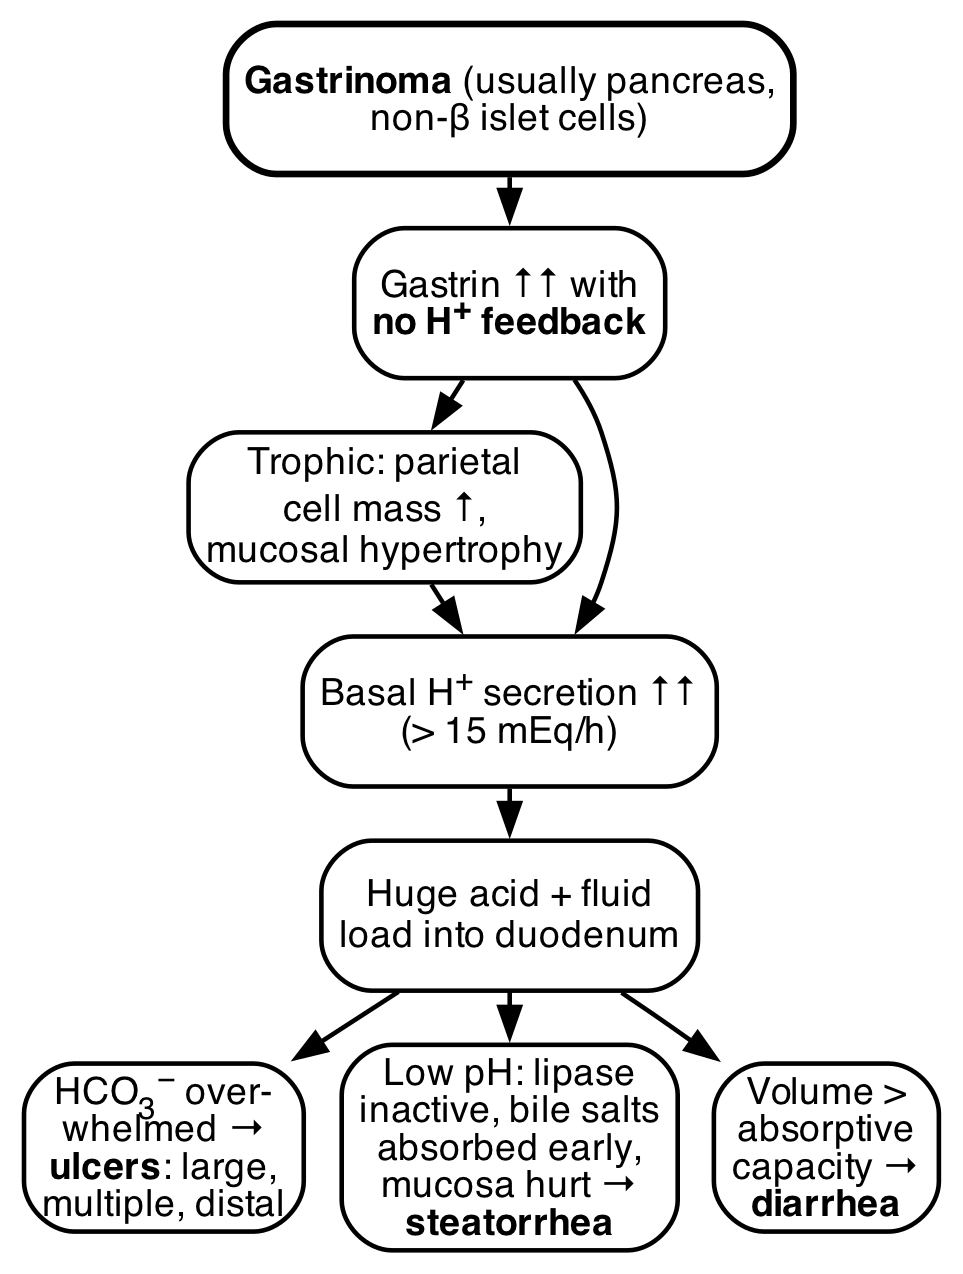 Gastrinoma (usually pancreas,
non-β islet cells)
Gastrin ↑↑ with
no H⁺ feedback
Trophic: parietal
cell mass ↑,
mucosal hypertrophy
Basal H⁺ secretion ↑↑
(> 15 mEq/h)
Huge acid + fluid
load into duodenum
HCO₃⁻ over-
whelmed →
ulcers: large,
multiple, distal
Low pH: lipase
inactive, bile salts
absorbed early,
mucosa hurt →
steatorrhea
Volume >
absorptive
capacity →
diarrhea